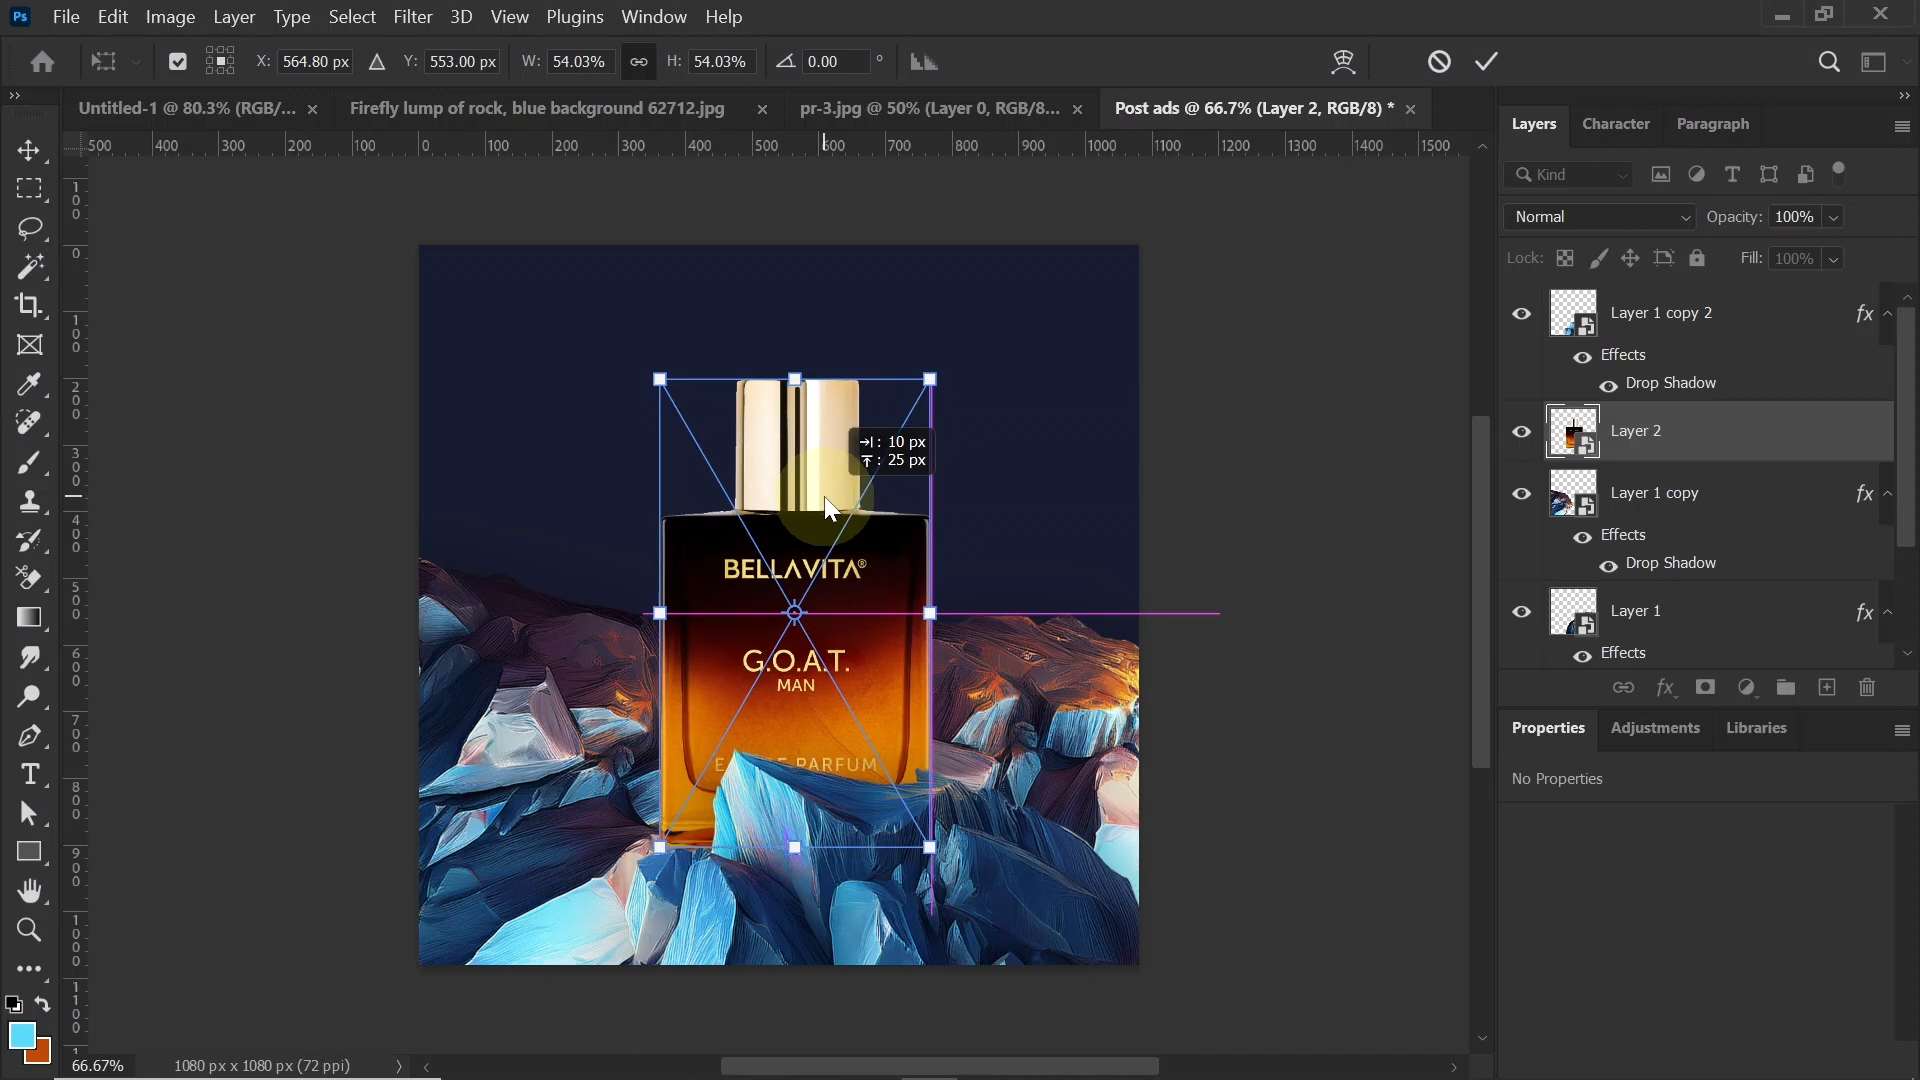 Ps File Edit Image Layer Type Select Filter 3D View Plugins Window Help
X: 564.80 px Y: 553.00 px W: 54.03% H: 54.03% 0.00 °
Untitled-1 @ 80.3% (RGB/... × Firefly lump of rock, blue background 62712.jpg × pr-3.jpg @ 50% (Layer 0, RGB/8... × Post ads @ 66.7% (Layer 2, RGB/8) * ×
500 400 300 200 100 0 100 200 300 400 500 600 700 800 900 1000 1100 1200 1300 1400 1500
100
0
100
200
300
400
500
600
700
800
900
1000
1100
: 10 px
: 25 px
BELLAVITA®
G.O.A.T.
MAN
PARFUM
66.67% 1080 px x 1080 px (72 ppi)
Layers Character Paragraph
Kind
Normal Opacity: 100%
Lock: Fill: 100%
Layer 1 copy 2 fx
Effects
Drop Shadow
Layer 2
Layer 1 copy fx
Effects
Drop Shadow
Layer 1 fx
Effects
fx
Properties Adjustments Libraries
No Properties